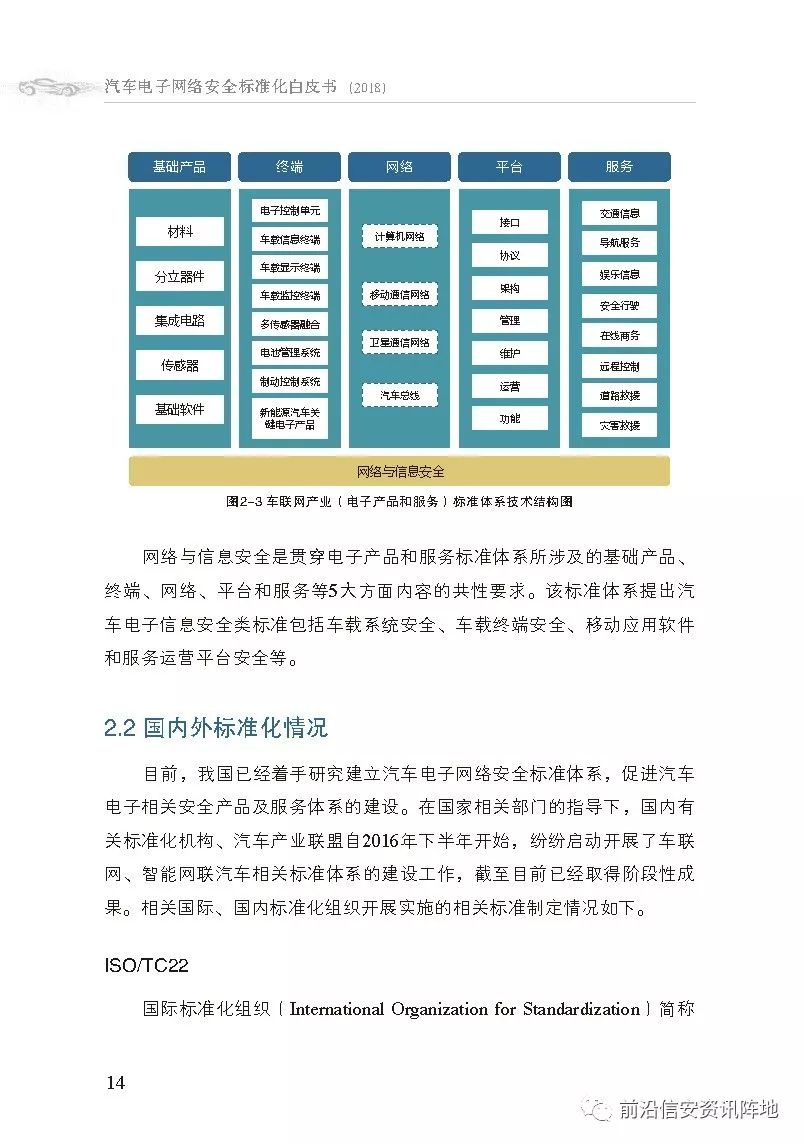 汽车电子网络安全标准化白皮书 (2018)
基础产品
材料
分立器件
集成电路
传感器
基础软件
终端
电子控制单元
车载信息终端
车载显示终端
车载监控终端
多传感器融合
电池管理系统
制动控制系统
新能源汽车关
键电子产品
网络
计算机网络
移动通信网络
卫星通信网络
汽车总线
平台
接口
协议
架构
管理
维护
运营
功能
服务
交通信息
导航服务
娱乐信息
安全行驶
在线商务
远程控制
道路救援
灾害救援
网络与信息安全
图2-3 车联网产业（电子产品和服务）标准体系技术结构图
网络与信息安全是贯穿电子产品和服务标准体系所涉及的基础产品、
终端、网络、平台和服务等5大方面内容的共性要求。该标准体系提出汽
车电子信息安全类标准包括车载系统安全、车载终端安全、移动应用软件
和服务运营平台安全等。
2.2 国内外标准化情况
目前，我国已经着手研究建立汽车电子网络安全标准体系，促进汽车
电子相关安全产品及服务体系的建设。在国家相关部门的指导下，国内有
关标准化机构、汽车产业联盟自2016年下半年开始，纷纷启动开展了车联
网、智能网联汽车相关标准体系的建设工作，截至目前已经取得阶段性成
果。相关国际、国内标准化组织开展实施的相关标准制定情况如下。
ISO/TC22
国际标准化组织（International Organization for Standardization）简称
14
前沿信安资讯阵地